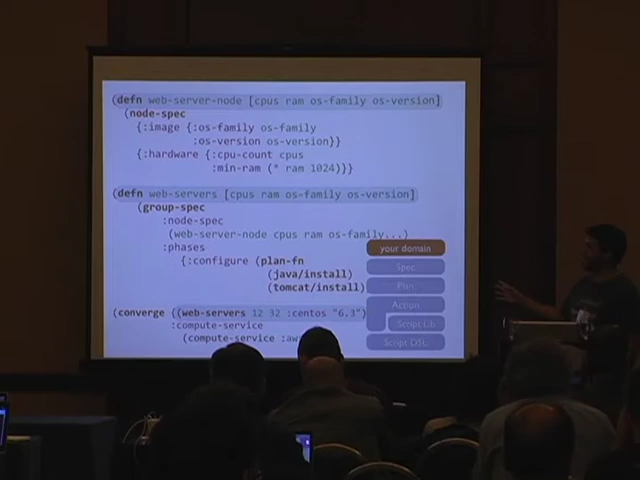 (defn web-server-node [cpus ram os-family os-version]
(node-spec
{:image {:os-family os-family
:os-version os-version}}
{:hardware {:cpu-count cpus
:min-ram (* ram 1024)}}}
(defn web-servers [cpus ram os-family os-version]
(group-spec
:node-spec
(web-server-node cpus ram os-family...)
:phases
{:configure (plan-fn
(java/install)
(tomcat/install)
(converge {(web-servers 12 32 :centos "6.3")
:compute-service
(compute-service :aw
your domain
Spec
Plan
Action
Script Lib
Script DSL